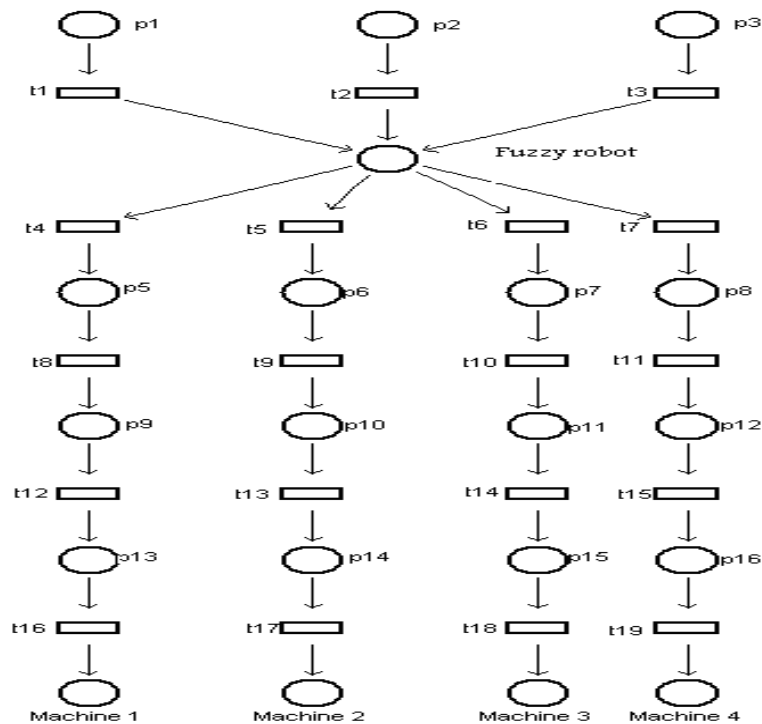 p1 p2 p3
t1 t2 t3
Fuzzy robot
t4 t5 t6 t7
p5 p6 p7 p8
t8 t9 t10 t11
p9 p10 p11 p12
t12 t13 t14 t15
p13 p14 p15 p16
t16 t17 t18 t19
Machine 1 Machine 2 Machine 3 Machine 4